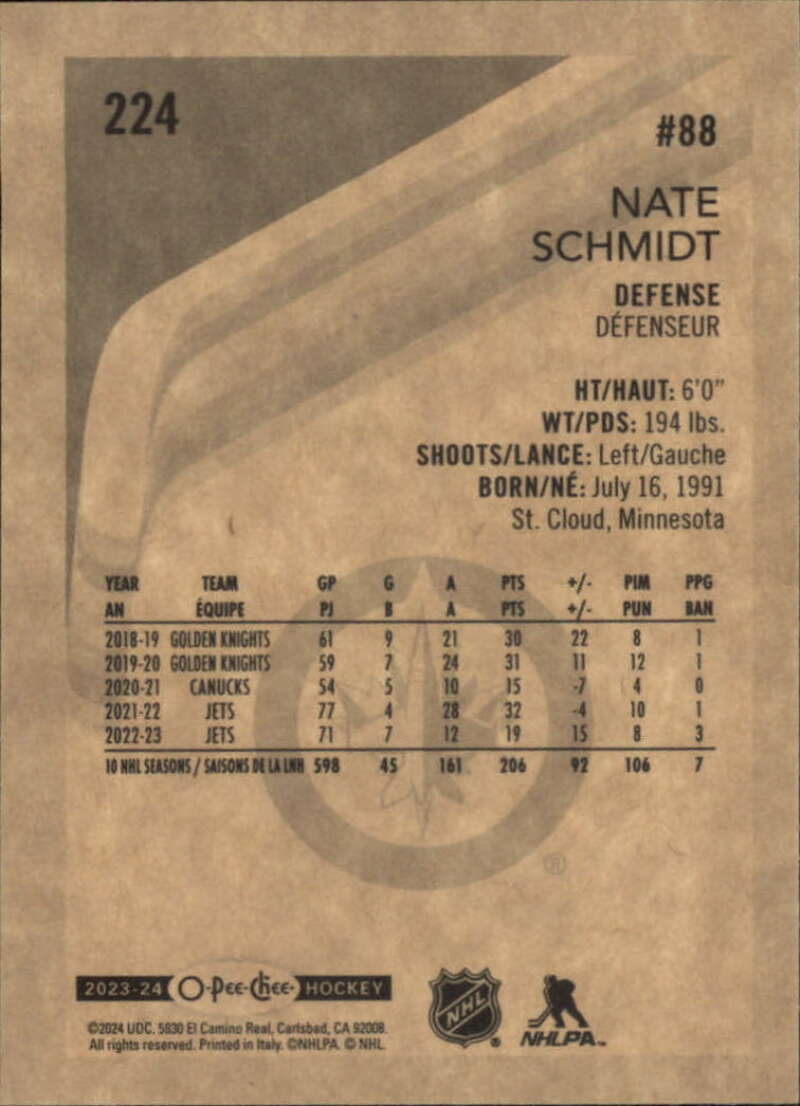 224
#88
NATE
SCHMIDT
DEFENSE
DÉFENSEUR
HT/HAUT: 6'0"
WT/PDS: 194 lbs.
SHOOTS/LANCE: Left/Gauche
BORN/NÉ: July 16, 1991
St. Cloud, Minnesota
YEAR TEAM GP G A PTS +/- PIM PPG
AN ÉQUIPE PJ B A PTS +/- PUN BAN
2018-19 GOLDEN KNIGHTS 61 9 21 30 22 8 1
2019-20 GOLDEN KNIGHTS 59 7 24 31 11 12 1
2020-21 CANUCKS 54 5 10 15 -7 4 0
2021-22 JETS 77 4 28 32 -4 10 1
2022-23 JETS 71 7 12 19 15 8 3
10 NHL SEASONS / SAISONS DE LA LNH 598 45 161 206 92 106 7
®
2023-24 O-Pee-Chee HOCKEY
©2024 UDC. 5830 El Camino Real, Carlsbad, CA 92008.
All rights reserved. Printed in Italy. ©NHLPA. © NHL.
NHL ®
NHLPA™